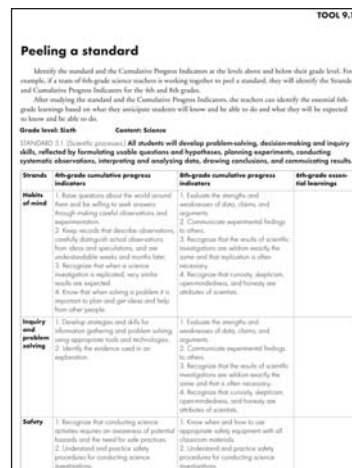 TOOL 9.
Peeling a standard
Identify the standard and the Cumulative Progress Indicators at the levels above and below their grade level. For
example, if a team of 6th-grade science teachers is working together to peel a standard, they will identify the Strands
and Cumulative Progress Indicators for the 4th and 8th grades.
After studying the standard and the Cumulative Progress Indicators, the teachers can identify the essential 6th-
grade learnings based on what they anticipate students will know and be able to do and what they will be expected
to know and be able to do.
Grade level: Sixth Content: Science
STANDARD 5.1 (Scientific processes) All students will develop problem-solving, decision-making and inquiry
skills, reflected by formulating usable questions and hypotheses, planning experiments, conducting
systematic observations, interpreting and analyzing data, drawing conclusions, and communicating results.
Strands 4th-grade cumulative progress 8th-grade cumulative progress 6th-grade essen-
indicators indicators tial learnings
Habits
of mind
1. Raise questions about the world around
them and be willing to seek answers
through making careful observations and
experimentation.
2. Keep records that describe observations,
carefully distinguish actual observations
from ideas and speculations, and are
understandable weeks and months later.
3. Recognize that when a science
investigation is replicated, very similar
results are expected.
4. Know that when solving a problem it is
important to plan and get ideas and help
from other people.
1. Evaluate the strengths and
weaknesses of data, claims, and
arguments.
2. Communicate experimental findings
to others.
3. Recognize that the results of scientific
investigations are seldom exactly the
same and that replication is often
necessary.
4. Recognize that curiosity, skepticism,
open-mindedness, and honesty are
attributes of scientists.
Inquiry
and
problem
solving
1. Develop strategies and skills for
information gathering and problem solving,
using appropriate tools and technologies.
2. Identify the evidence used in an
explanation.
1. Evaluate the strengths and
weaknesses of data, claims, and
arguments.
2. Communicate experimental findings
to others.
3. Recognize that the results of scientific
investigations are seldom exactly the
same and that is often necessary.
4. Recognize that curiosity, skepticism,
open-mindedness, and honesty are
attributes of scientists.
Safety
1. Recognize that conducting science
activities requires an awareness of potential
hazards and the need for safe practices.
2. Understand and practice safety
procedures for conducting science
investigations.
1. Know when and how to use
appropriate safety equipment with all
classroom materials.
2. Understand and practice safety
procedures for conducting science
investigations.